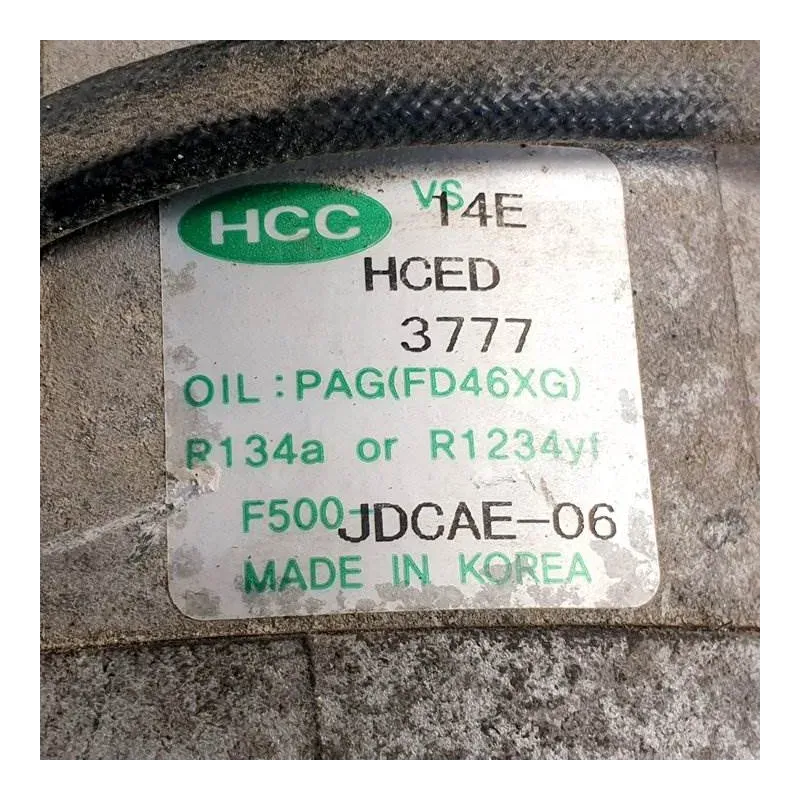 HCC VS14E
HCED
3777
OIL : PAG(FD46XG)
R134a or R1234yf
F500-JDCAE-06
MADE IN KOREA